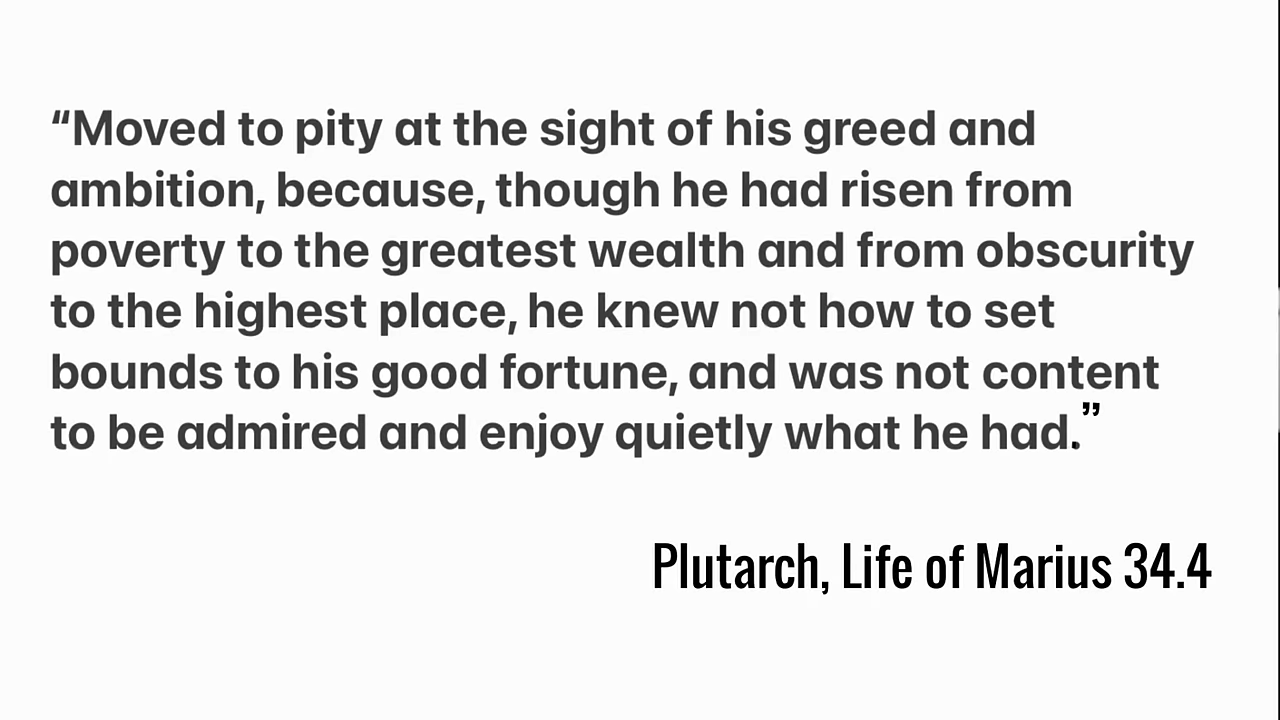 “Moved to pity at the sight of his greed and
ambition, because, though he had risen from
poverty to the greatest wealth and from obscurity
to the highest place, he knew not how to set
bounds to his good fortune, and was not content
to be admired and enjoy quietly what he had.”
Plutarch, Life of Marius 34.4